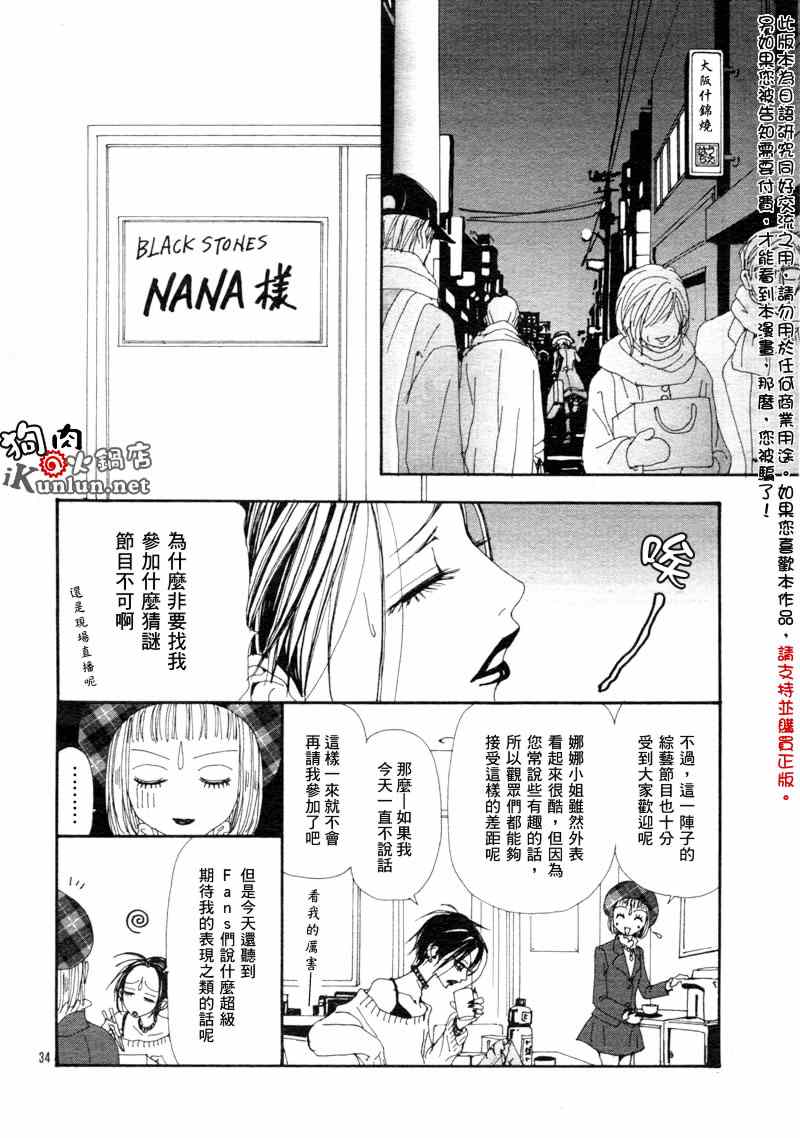 大阪什錦燒
BLACK STONES
NANA樣
狗肉火鍋店
iKunlun.net
唉
為什麼非要找我
參加什麼猜謎
節目不可啊
還是現場直播呢
不過，這一陣子的
綜藝節目也十分
受到大家歡迎呢
娜娜小姐雖然外表
看起來很酷，但因為
您常說些有趣的話，
所以觀眾們都能夠
接受這樣的差距呢
那麼—如果我
今天一直不說話
這樣一來就不會
再請我參加了吧
看我的厲害
………
但是今天還聽到
Fans們說什麼超級
期待我的表現之類的話呢
34
此版本為日語研究同好交流之用，請勿用於任何商業用途。如果您喜歡本作品，請支持並購買正版。
另如果您被告知需要付費，才能看到本漫畫，那麼，您被騙了！